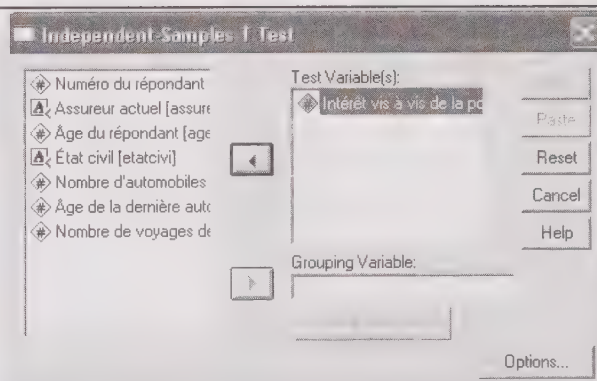 Independent-Samples T Test
Numéro du répondant
Assureur actuel [assure
Âge du répondant [age
État civil [etatcivi]
Nombre d'automobiles
Âge de la dernière auto
Nombre de voyages de
Test Variable(s):
Intérêt vis à vis de la po
Grouping Variable:
Paste
Reset
Cancel
Help
Options...